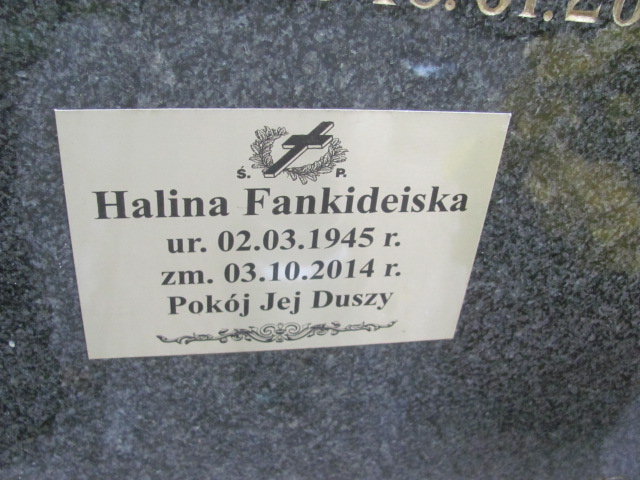 Ś. P.
Halina Fankideiska
ur. 02.03.1945 r.
zm. 03.10.2014 r.
Pokój Jej Duszy